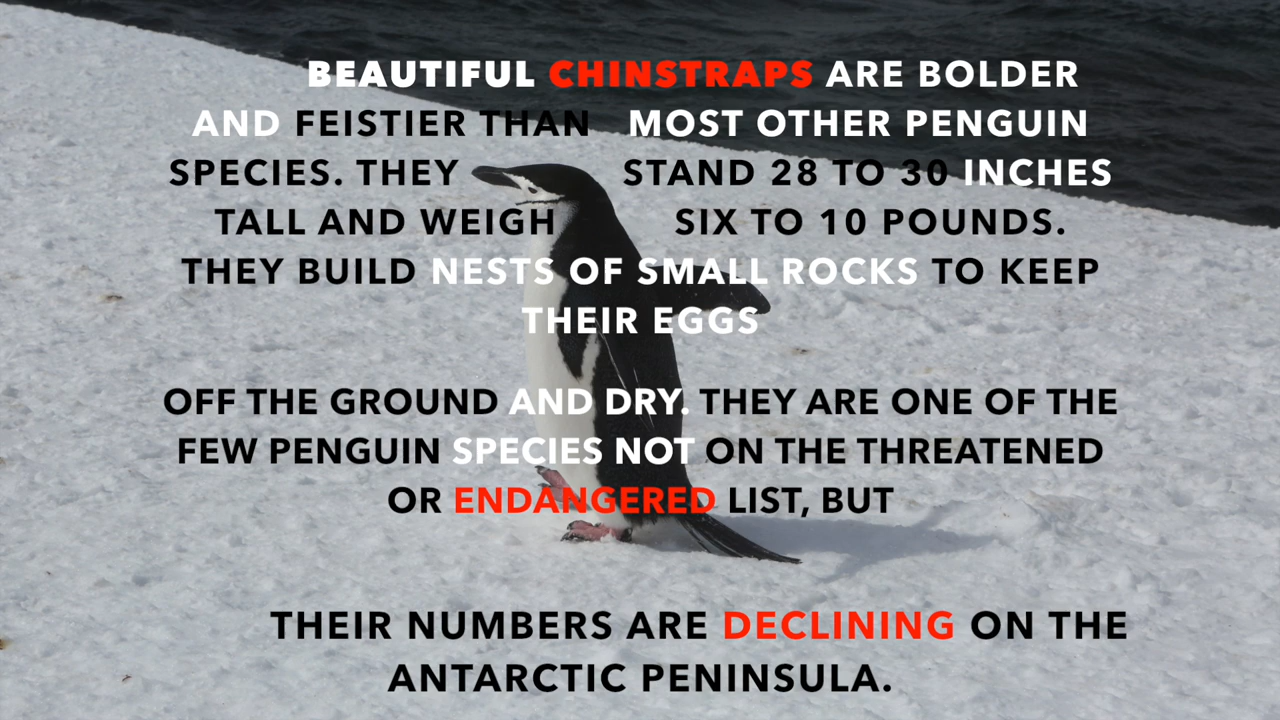 BEAUTIFUL CHINSTRAPS ARE BOLDER
AND FEISTIER THAN MOST OTHER PENGUIN
SPECIES. THEY STAND 28 TO 30 INCHES
TALL AND WEIGH SIX TO 10 POUNDS.
THEY BUILD NESTS OF SMALL ROCKS TO KEEP
THEIR EGGS
OFF THE GROUND AND DRY. THEY ARE ONE OF THE
FEW PENGUIN SPECIES NOT ON THE THREATENED
OR ENDANGERED LIST, BUT
THEIR NUMBERS ARE DECLINING ON THE
ANTARCTIC PENINSULA.